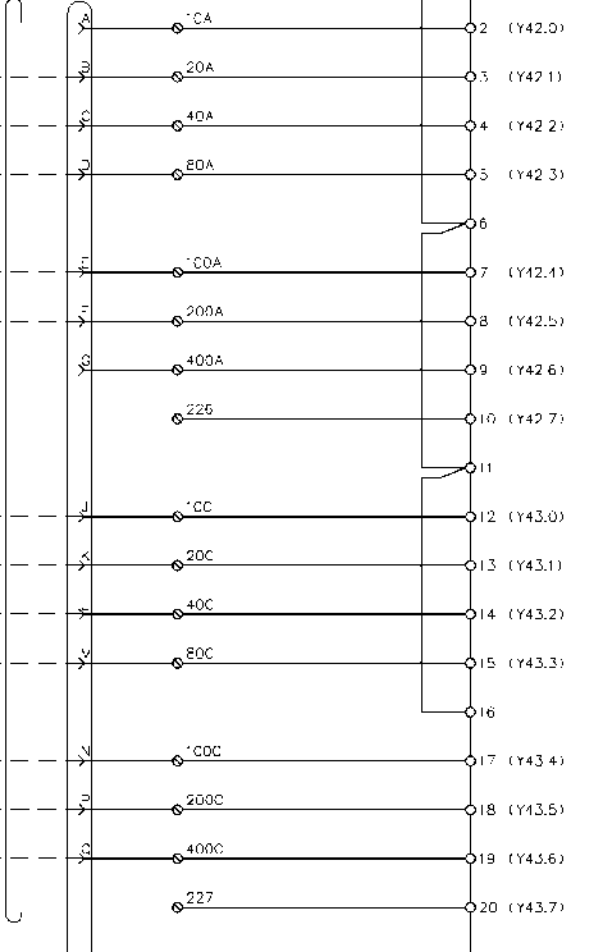 A 10A 2 (Y42.0)
B 20A 3 (Y42.1)
C 40A 4 (Y42.2)
D 80A 5 (Y42.3)
6
E 100A 7 (Y42.4)
F 200A 8 (Y42.5)
G 400A 9 (Y42.6)
226 10 (Y42.7)
11
J 10C 12 (Y43.0)
K 20C 13 (Y43.1)
40C 14 (Y43.2)
80C 15 (Y43.3)
16
N 100C 17 (Y43.4)
P 200C 18 (Y43.5)
400C 19 (Y43.6)
227 20 (Y43.7)